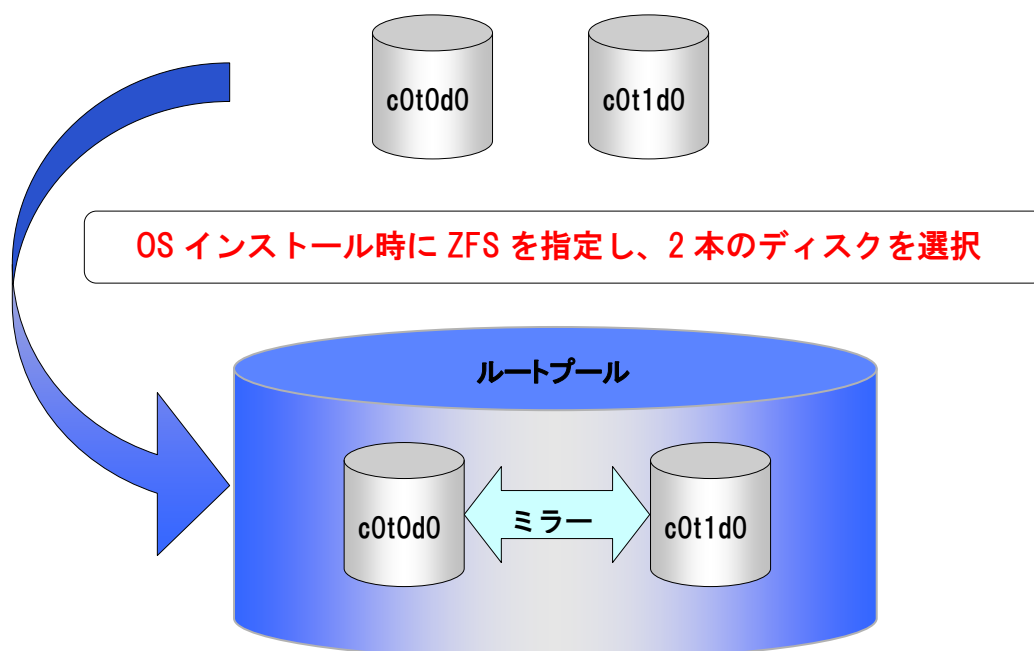 c0t0d0
c0t1d0
OS インストール時に ZFS を指定し、2 本のディスクを選択
ルートプール
c0t0d0
ミラー
c0t1d0